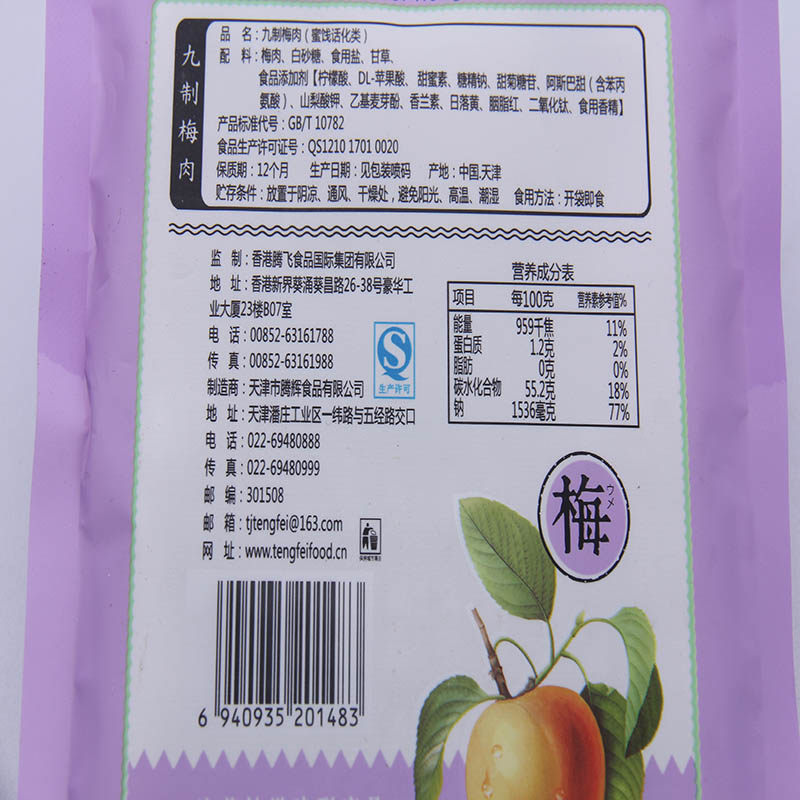 九制梅肉
品 名：九制梅肉（蜜饯话化类）
配 料：梅肉、白砂糖、食用盐、甘草、
食品添加剂【柠檬酸、DL-苹果酸、甜蜜素、糖精钠、甜菊糖苷、阿斯巴甜（含苯丙
氨酸）、山梨酸钾、乙基麦芽酚、香兰素、日落黄、胭脂红、二氧化钛、食用香精】
产品标准代号：GB/T 10782
食品生产许可证号：QS1210 1701 0020
保质期：12个月 生产日期：见包装喷码 产地：中国.天津
贮存条件：放置于阴凉、通风、干燥处，避免阳光、高温、潮湿 食用方法：开袋即食
监 制：香港腾飞食品国际集团有限公司
地 址：香港新界葵涌葵昌路26-38号豪华工
业大厦23楼B07室
电 话：00852-63161788
传 真：00852-63161988
制造商：天津市腾辉食品有限公司
地 址：天津潘庄工业区一纬路与五经路交口
电 话：022-69480888
传 真：022-69480999
邮 编：301508
邮 箱：tjtengfei@163.com
网 址：www.tengfeifood.cn
生产许可
营养成分表
项目 每100克 营养素参考值%
能量 959千焦 11%
蛋白质 1.2克 2%
脂肪 0克 0%
碳水化合物 55.2克 18%
钠 1536毫克 77%
梅
ウメ
6 940935 201483